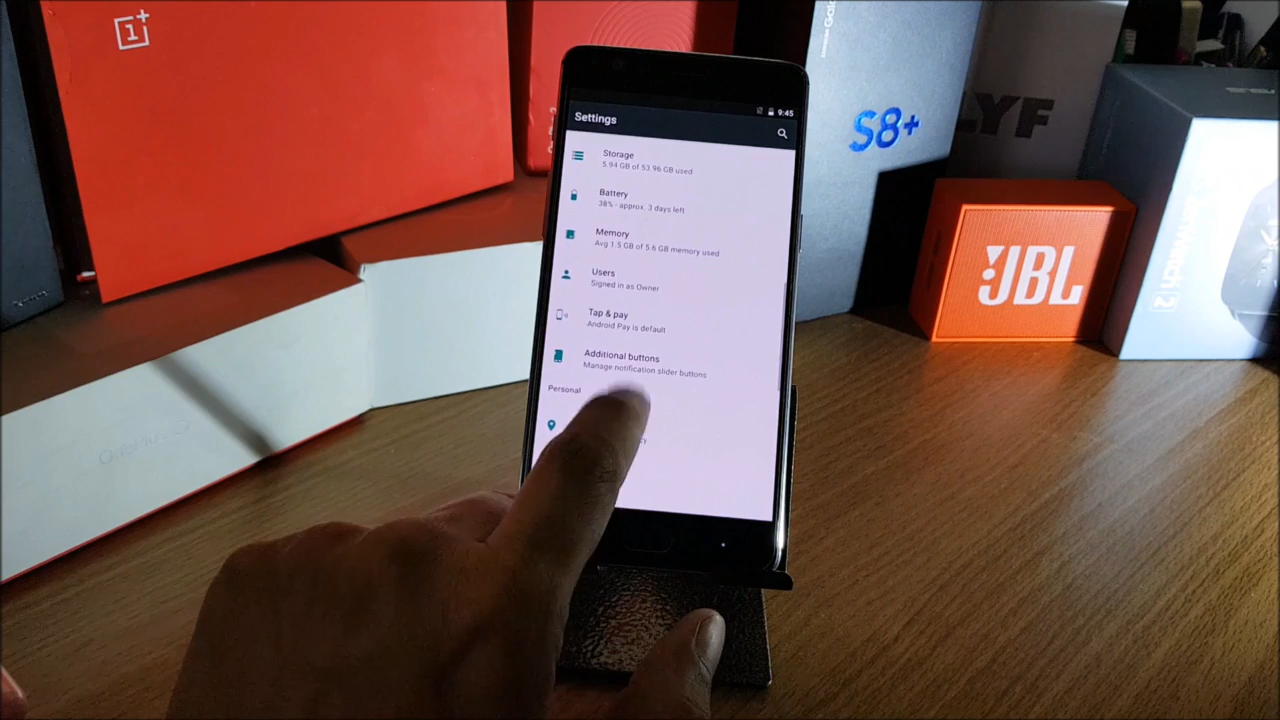 1+
9:45
Settings
Storage
5.94 GB of 53.96 GB used
Battery
38% - approx. 3 days left
Memory
Avg 1.5 GB of 5.6 GB memory used
Users
Signed in as Owner
Tap & pay
Android Pay is default
Additional buttons
Manage notification slider buttons
Personal
S8+
LYF
JBL